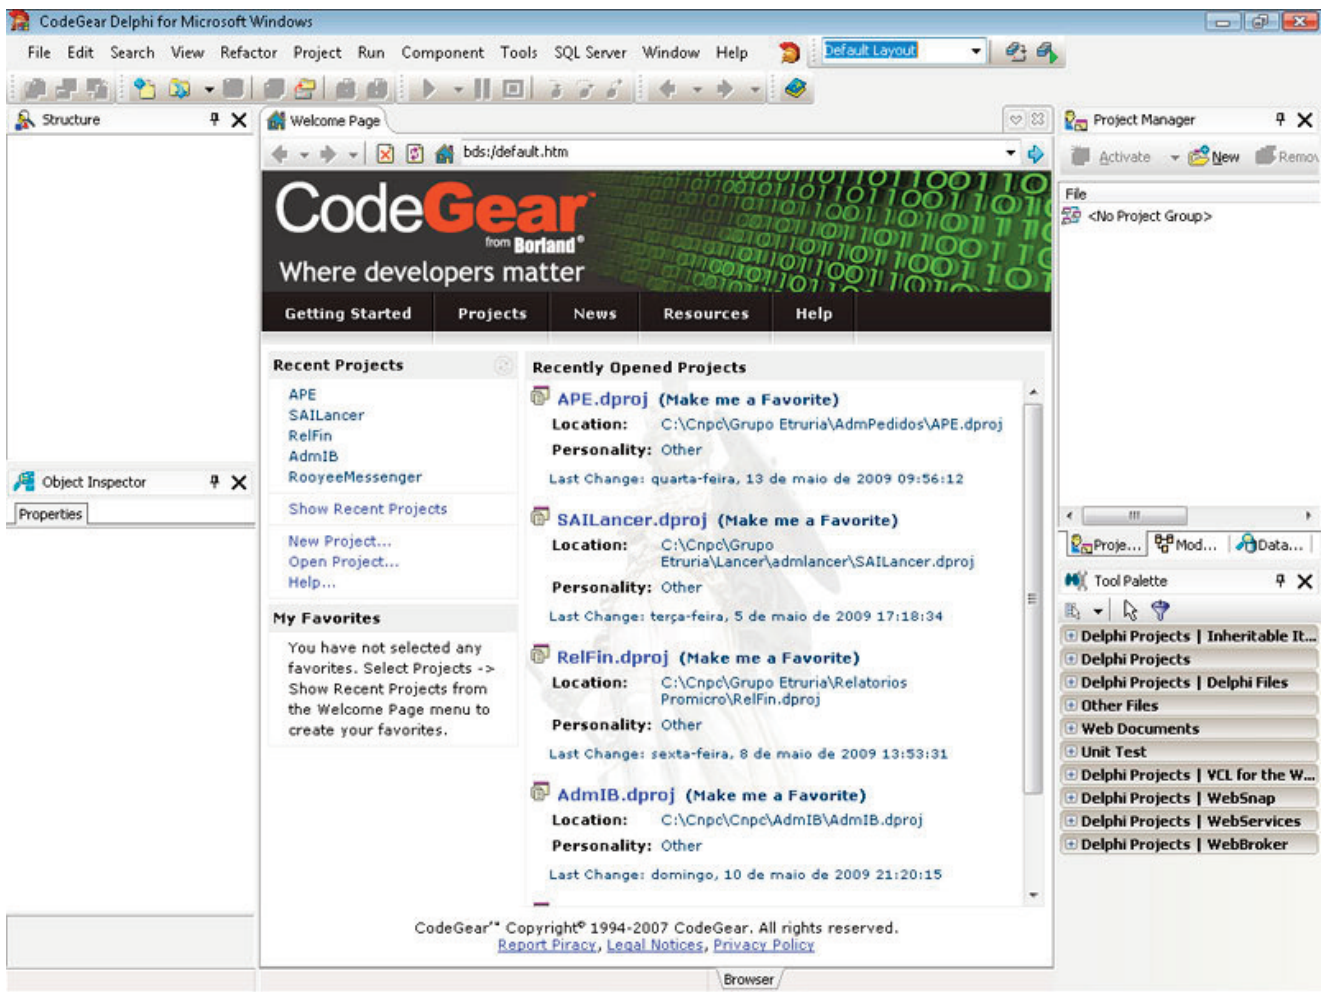 CodeGear Delphi for Microsoft Windows
File Edit Search View Refactor Project Run Component Tools SQL Server Window Help Default Layout
Structure
Welcome Page
bds:/default.htm
CodeGear™
from Borland®
Where developers matter
Getting Started Projects News Resources Help
Recent Projects
APE
SAILancer
RelFin
AdmIB
RooyeeMessenger
Show Recent Projects
New Project...
Open Project...
Help...
My Favorites
You have not selected any
favorites. Select Projects ->
Show Recent Projects from
the Welcome Page menu to
create your favorites.
Recently Opened Projects
APE.dproj (Make me a Favorite)
Location: C:\Cnpc\Grupo Etruria\AdmPedidos\APE.dproj
Personality: Other
Last Change: quarta-feira, 13 de maio de 2009 09:56:12
SAILancer.dproj (Make me a Favorite)
Location: C:\Cnpc\Grupo
Etruria\Lancer\admlancer\SAILancer.dproj
Personality: Other
Last Change: terça-feira, 5 de maio de 2009 17:18:34
RelFin.dproj (Make me a Favorite)
Location: C:\Cnpc\Grupo Etruria\Relatorios
Promicro\RelFin.dproj
Personality: Other
Last Change: sexta-feira, 8 de maio de 2009 13:53:31
AdmIB.dproj (Make me a Favorite)
Location: C:\Cnpc\Cnpc\AdmIB\AdmIB.dproj
Personality: Other
Last Change: domingo, 10 de maio de 2009 21:20:15
CodeGear™ Copyright© 1994-2007 CodeGear. All rights reserved.
Report Piracy, Legal Notices, Privacy Policy
Browser
Object Inspector
Properties
Project Manager
Activate New Remov
File
<No Project Group>
Proje... Mod... Data...
Tool Palette
Delphi Projects | Inheritable It...
Delphi Projects
Delphi Projects | Delphi Files
Other Files
Web Documents
Unit Test
Delphi Projects | VCL for the W...
Delphi Projects | WebSnap
Delphi Projects | WebServices
Delphi Projects | WebBroker